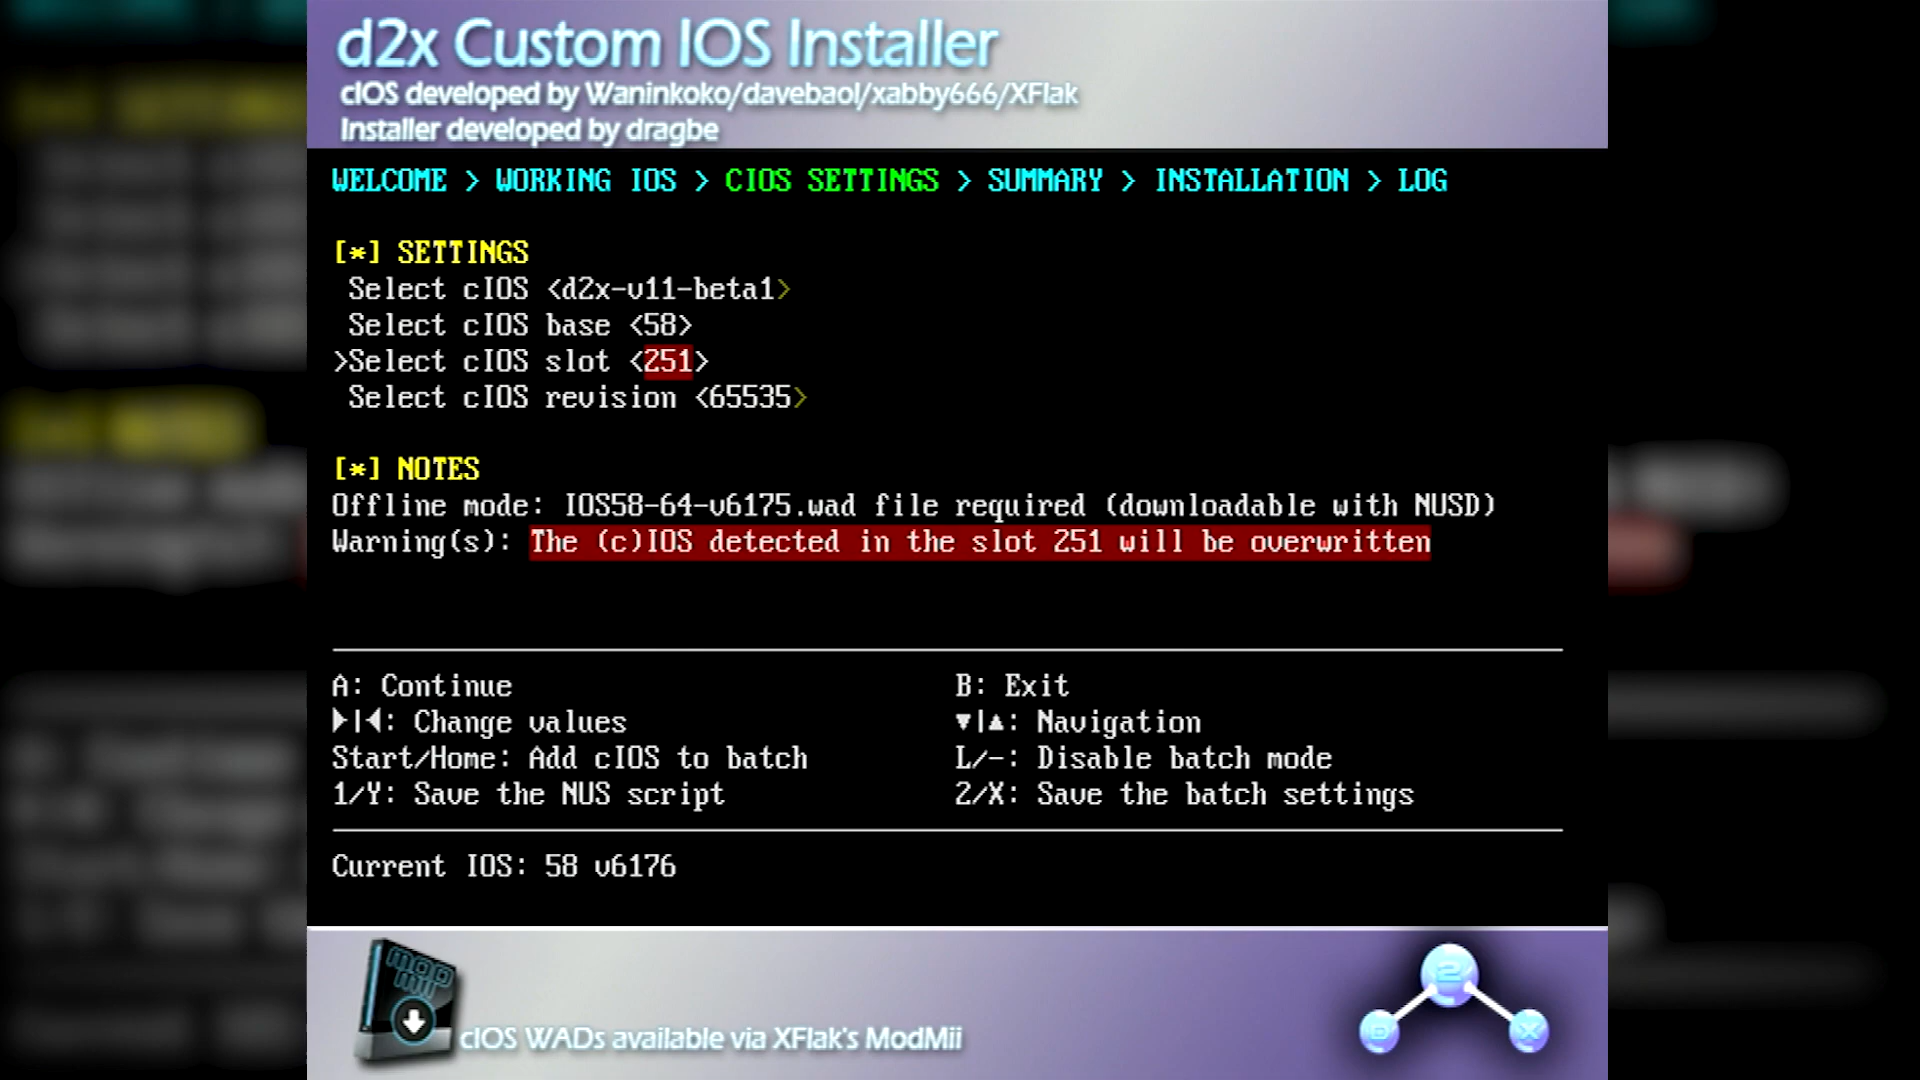 d2x Custom IOS Installer
cIOS developed by Waninkoko/davebaol/xabby666/XFlak
Installer developed by dragbe
WELCOME > WORKING IOS > CIOS SETTINGS > SUMMARY > INSTALLATION > LOG
[*] SETTINGS
Select cIOS <d2x-v11-beta1>
Select cIOS base <58>
>Select cIOS slot <251>
Select cIOS revision <65535>
[*] NOTES
Offline mode: IOS58-64-v6175.wad file required (downloadable with NUSD)
Warning(s): The (c)IOS detected in the slot 251 will be overwritten
A: Continue B: Exit
▶|◀: Change values ▼|▲: Navigation
Start/Home: Add cIOS to batch L/-: Disable batch mode
1/Y: Save the NUS script 2/X: Save the batch settings
Current IOS: 58 v6176
MOD Mii
cIOS WADs available via XFlak's ModMii
D 2 X